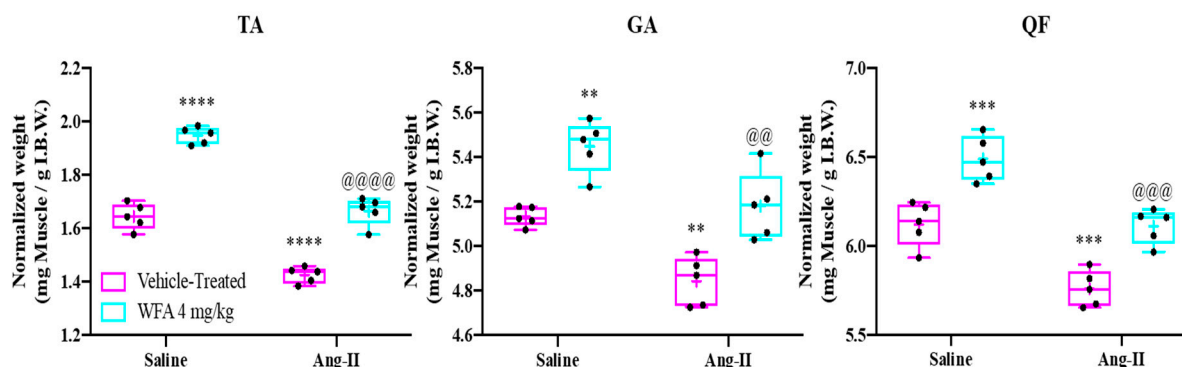 TA
Normalized weight
(mg Muscle / g I.B.W.)
2.2
2.0
1.8
1.6
1.4
1.2
****
****
@@@@
Vehicle-Treated
WFA 4 mg/kg
Saline
Ang-II
GA
Normalized weight
(mg Muscle / g I.B.W.)
5.8
5.6
5.4
5.2
5.0
4.8
4.6
**
**
@@
Saline
Ang-II
QF
Normalized weight
(mg Muscle / g I.B.W.)
7.0
6.5
6.0
5.5
***
***
@@@
Saline
Ang-II